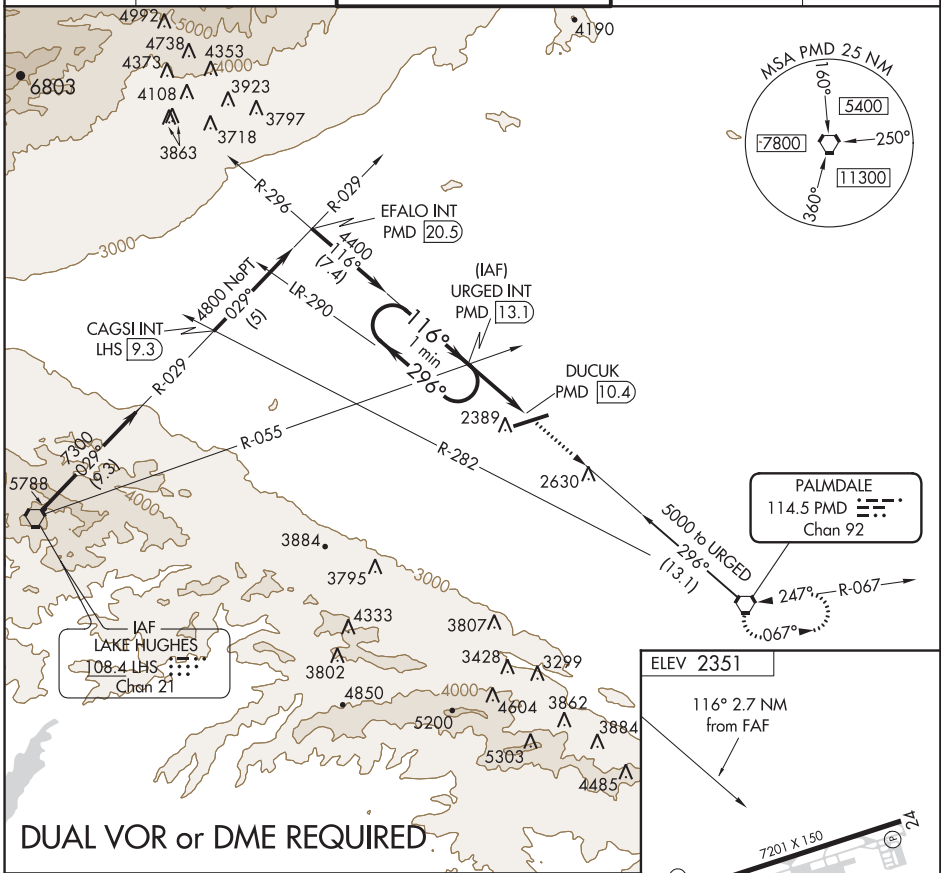 4992
5000
4190
4738
4353
4373
4000
6803
4108
3923
3797
3718
3863
MSA PMD 25 NM
160°
5400
7800
250°
11300
360°
3000
R-296
R-029
EFALO INT
PMD 20.5
4400
116°
(7.4)
(IAF)
URGED INT
PMD 13.1
4800 NoPT
029°
(5)
LR-290
CAGSI INT
LHS 9.3
116°
1 min
296°
R-029
DUCUK
PMD 10.4
2389
R-055
R-282
7300
029°
(9.3)
4000
5788
2630
PALMDALE
114.5 PMD
Chan 92
5000 to URGED
296°
(13.1)
3884
3795
3000
247°
R-067
067°
IAF
LAKE HUGHES
108.4 LHS
Chan 21
4333
3807
3802
3428
3299
4850
4000
4604
3862
5200
3884
5303
4485
ELEV 2351
116° 2.7 NM
from FAF
7201 X 150
24
P
DUAL VOR or DME REQUIRED